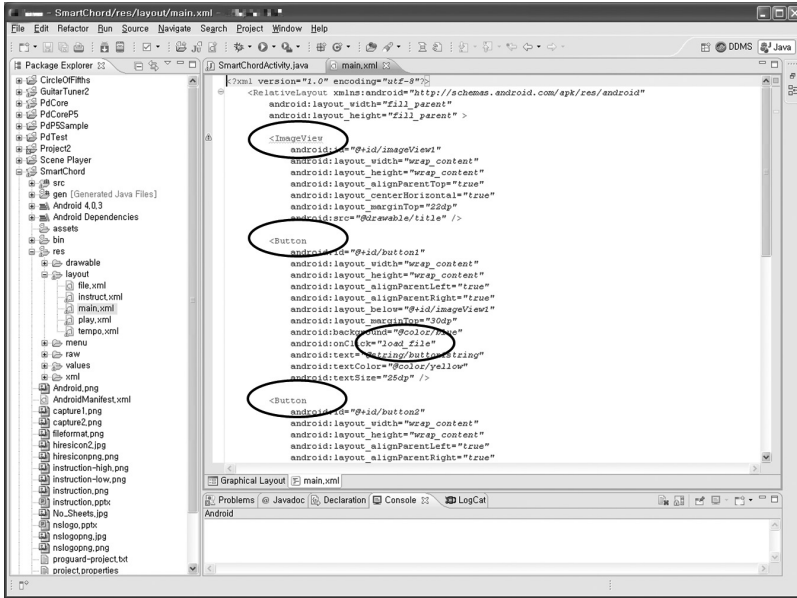 SmartChord/res/layout/main.xml -
File Edit Refactor Run Source Navigate Search Project Window Help
DDMS Java
Package Explorer
CircleOfFifths
GuitarTuner2
PdCore
PdCoreP5
PdP5Sample
PdTest
Project2
Scene Player
SmartChord
src
gen [Generated Java Files]
Android 4.0.3
Android Dependencies
assets
bin
res
drawable
layout
file.xml
instruct.xml
main.xml
play.xml
tempo.xml
menu
raw
values
xml
Android.png
AndroidManifest.xml
capture1.png
capture2.png
fileformat.png
hiresicon2.jpg
hiresiconpng.png
instruction-high.png
instruction-low.png
instruction.png
instruction.pptx
No_Sheets.jpg
nslogo.pptx
nslogopng.jpg
nslogopng.png
proguard-project.txt
project.properties
SmartChordActivity.java main.xml
<?xml version="1.0" encoding="utf-8"?>
<RelativeLayout xmlns:android="http://schemas.android.com/apk/res/android"
android:layout_width="fill_parent"
android:layout_height="fill_parent" >
<ImageView
android:id="@+id/imageView1"
android:layout_width="wrap_content"
android:layout_height="wrap_content"
android:layout_alignParentTop="true"
android:layout_centerHorizontal="true"
android:layout_marginTop="22dp"
android:src="@drawable/title" />
<Button
android:id="@+id/button1"
android:layout_width="wrap_content"
android:layout_height="wrap_content"
android:layout_alignParentLeft="true"
android:layout_alignParentRight="true"
android:layout_below="@+id/imageView1"
android:layout_marginTop="30dp"
android:background="@color/blue"
android:onClick="load_file"
android:textColor="@color/yellow"
android:textSize="25dp" />
<Button
android:id="@+id/button2"
android:layout_width="wrap_content"
android:layout_height="wrap_content"
android:layout_alignParentLeft="true"
android:layout_alignParentRight="true"
Graphical Layout main.xml
Problems @ Javadoc Declaration Console LogCat
Android